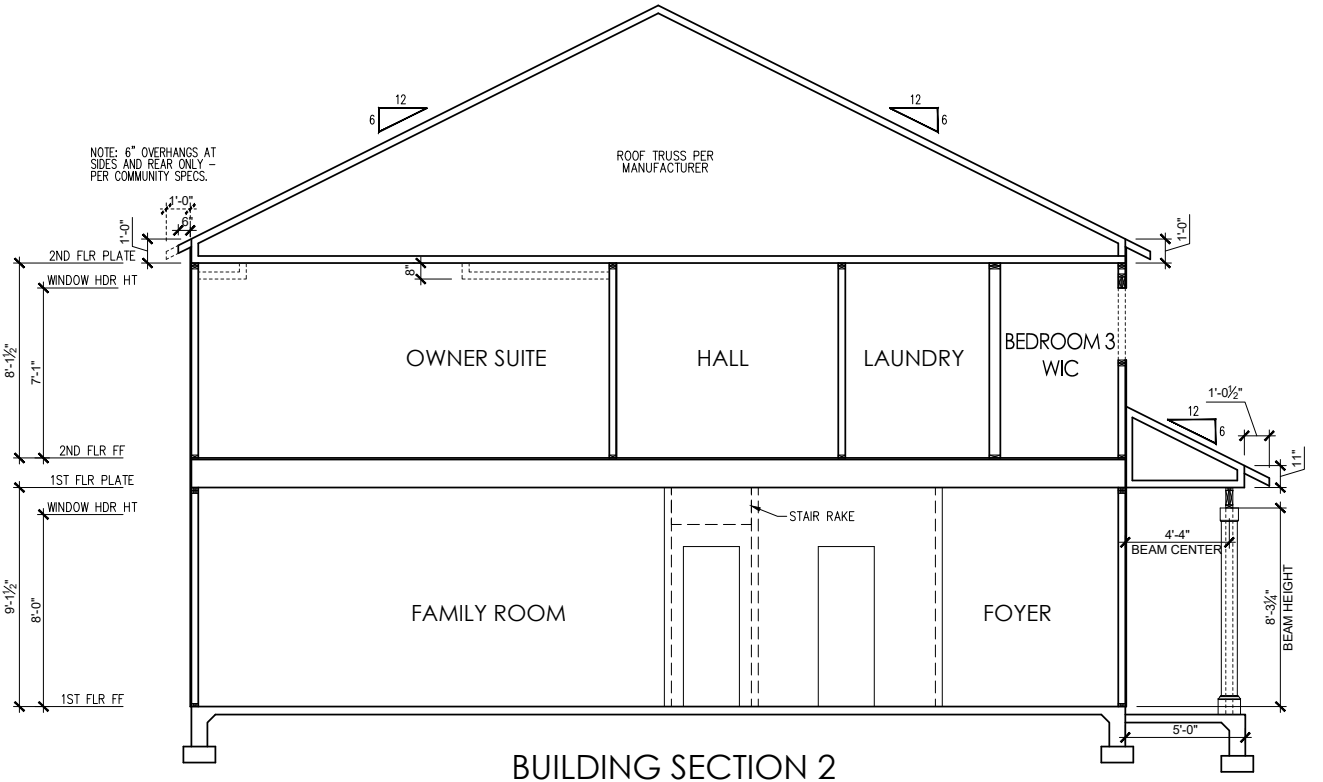 12
6
12
6
NOTE: 6" OVERHANGS AT
SIDES AND REAR ONLY –
PER COMMUNITY SPECS.
ROOF TRUSS PER
MANUFACTURER
1'-0"
6"
1'-0"
1'-0"
2ND FLR PLATE
WINDOW HDR HT
8"
8'-1½"
7'-1"
OWNER SUITE
HALL
LAUNDRY
BEDROOM 3
WIC
1'-0½"
12
6
11"
2ND FLR FF
1ST FLR PLATE
WINDOW HDR HT
STAIR RAKE
4'-4"
BEAM CENTER
9'-1½"
8'-0"
FAMILY ROOM
FOYER
8'-3¼"
BEAM HEIGHT
1ST FLR FF
5'-0"
BUILDING SECTION 2